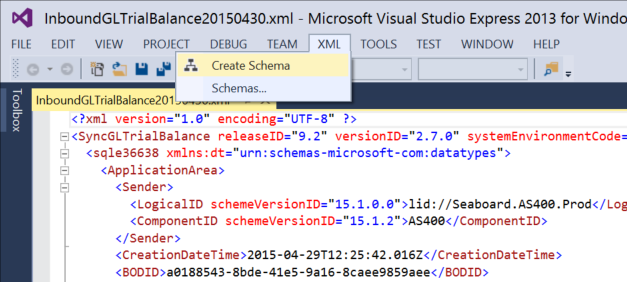 InboundGLTrialBalance20150430.xml - Microsoft Visual Studio Express 2013 for Window
FILE EDIT VIEW PROJECT DEBUG TEAM XML TOOLS TEST WINDOW HELP
Create Schema
Schemas...
Toolbox
InboundGLTrialBalance20150430.xml
<?xml version="1.0" encoding="UTF-8" ?>
<SyncGLTrialBalance releaseID="9.2" versionID="2.7.0" systemEnvironmentCode=
<sqle36638 xmlns:dt="urn:schemas-microsoft-com:datatypes">
<ApplicationArea>
<Sender>
<LogicalID schemeVersionID="15.1.0.0">lid://Seaboard.AS400.Prod</Log
<ComponentID schemeVersionID="15.1.2">AS400</ComponentID>
</Sender>
<CreationDateTime>2015-04-29T12:25:42.016Z</CreationDateTime>
<BODID>a0188543-8bde-41e5-9a16-8caee9859aee</BODID>